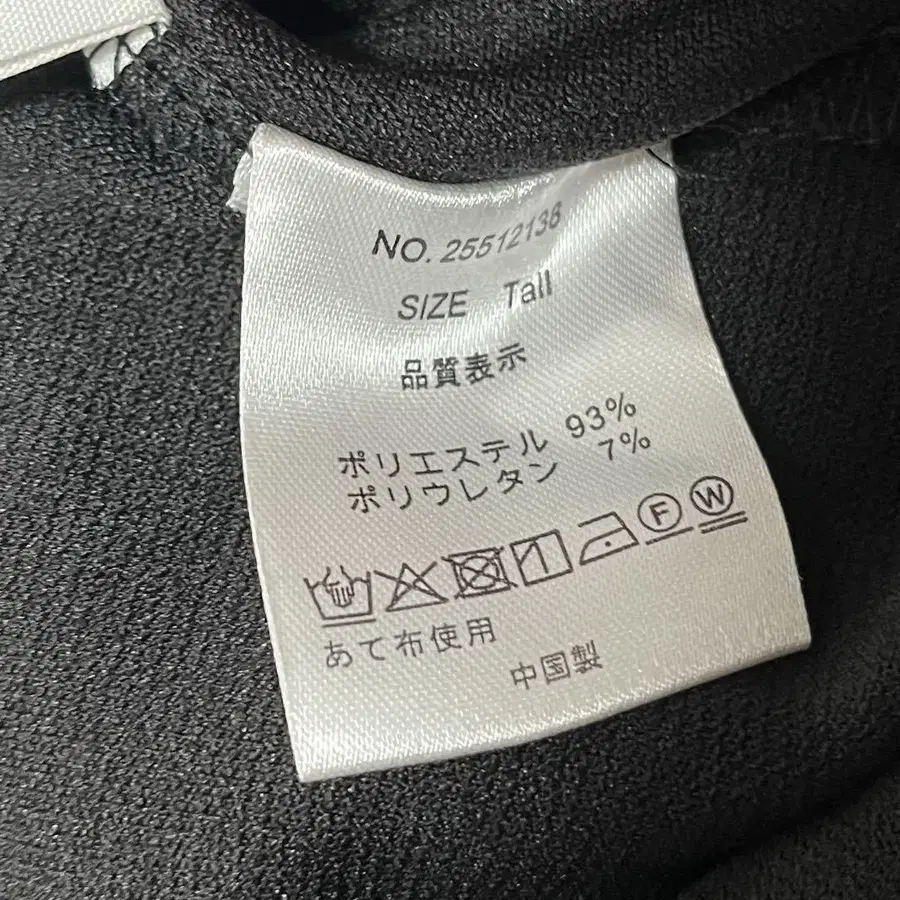 NO. 25512138
SIZE Tall
品質表示
ポリエステル 93%
ポリウレタン 7%
F W
あて布使用
中国製